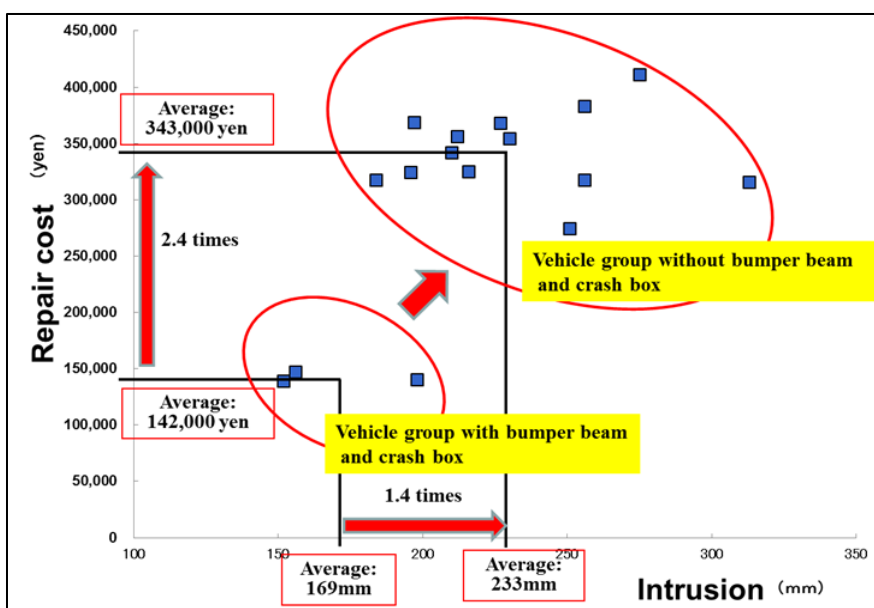 450,000
400,000
350,000
300,000
250,000
200,000
150,000
100,000
50,000
0
Repair cost (yen)
Average:
343,000 yen
2.4 times
Average:
142,000 yen
Vehicle group without bumper beam
and crash box
Vehicle group with bumper beam
and crash box
1.4 times
100
150
200
250
300
350
Average:
169mm
Average:
233mm
Intrusion (mm)